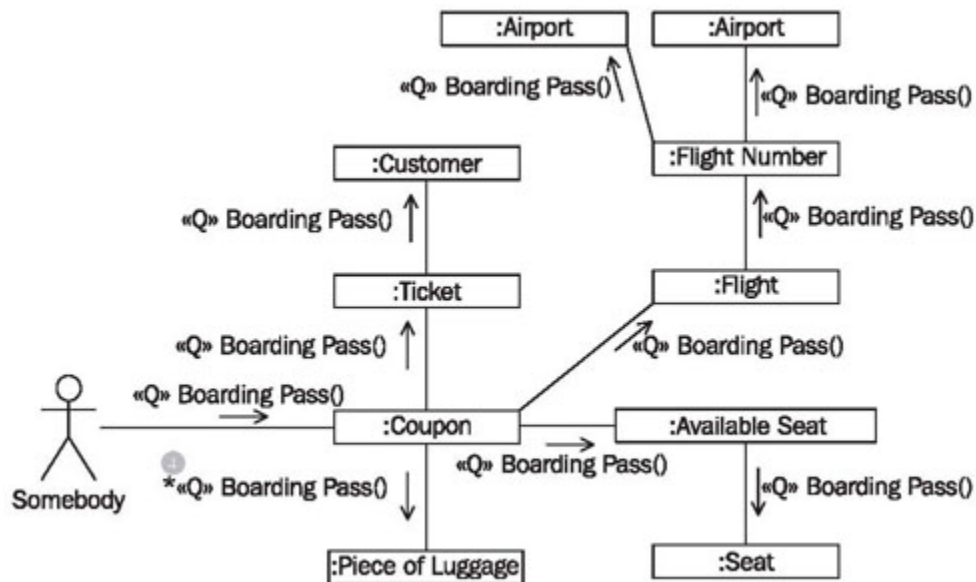 :Airport
:Airport
«Q» Boarding Pass()
«Q» Boarding Pass()
:Customer
:Flight Number
«Q» Boarding Pass()
«Q» Boarding Pass()
:Ticket
:Flight
«Q» Boarding Pass()
«Q» Boarding Pass()
«Q» Boarding Pass()
:Coupon
:Available Seat
«Q» Boarding Pass()
4
*«Q» Boarding Pass()
«Q» Boarding Pass()
Somebody
:Piece of Luggage
:Seat